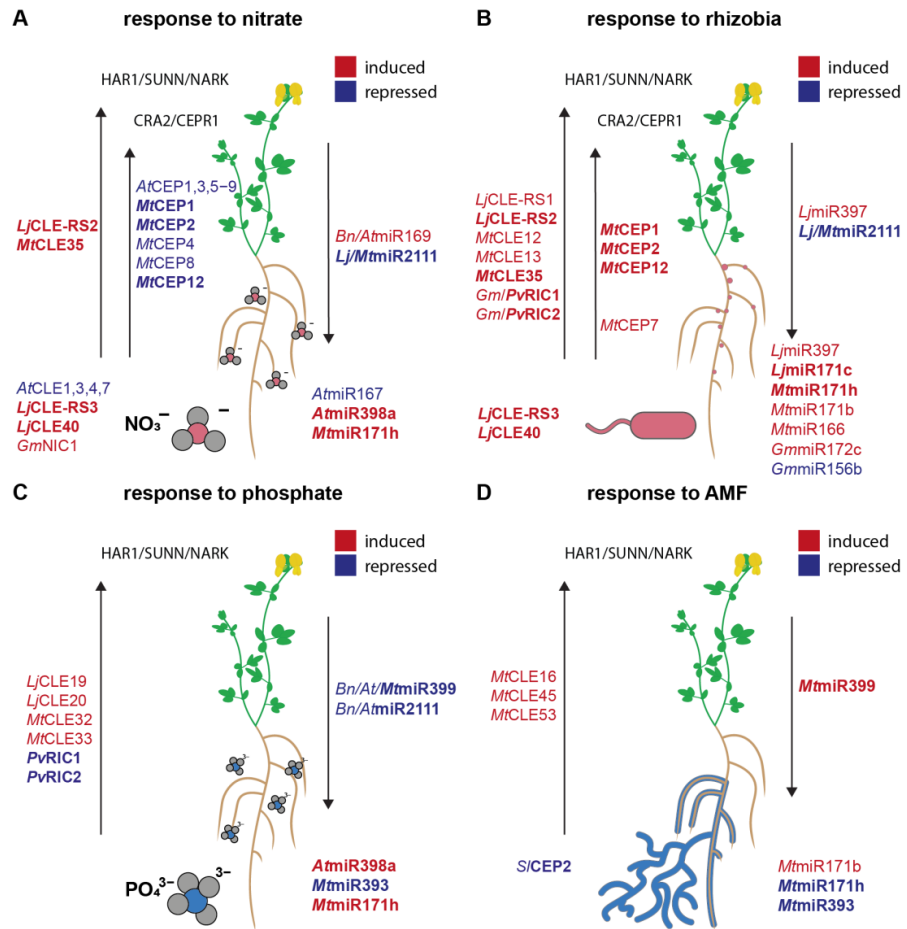 A
response to nitrate
HAR1/SUNN/NARK
induced
repressed
CRA2/CEPR1
AtCEP1,3,5–9
MtCEP1
MtCEP2
MtCEP4
MtCEP8
MtCEP12
LjCLE-RS2
MtCLE35
Bn/AtmiR169
Lj/MtmiR2111
AtCLE1,3,4,7
LjCLE-RS3
LjCLE40
GmNIC1
NO₃⁻
−
−
−
−
−
AtmiR167
AtmiR398a
MtmiR171h
B
response to rhizobia
HAR1/SUNN/NARK
induced
repressed
CRA2/CEPR1
LjCLE-RS1
LjCLE-RS2
MtCLE12
MtCLE13
MtCLE35
Gm/PvRIC1
Gm/PvRIC2
MtCEP1
MtCEP2
MtCEP12
MtCEP7
LjmiR397
Lj/MtmiR2111
LjCLE-RS3
LjCLE40
LjmiR397
LjmiR171c
MtmiR171h
MtmiR171b
MtmiR166
GmmiR172c
GmmiR156b
C
response to phosphate
HAR1/SUNN/NARK
induced
repressed
LjCLE19
LjCLE20
MtCLE32
MtCLE33
PvRIC1
PvRIC2
Bn/At/MtmiR399
Bn/AtmiR2111
3−
3−
3−
3−
PO₄³⁻
3−
AtmiR398a
MtmiR393
MtmiR171h
D
response to AMF
HAR1/SUNN/NARK
induced
repressed
MtCLE16
MtCLE45
MtCLE53
MtmiR399
SlCEP2
MtmiR171b
MtmiR171h
MtmiR393